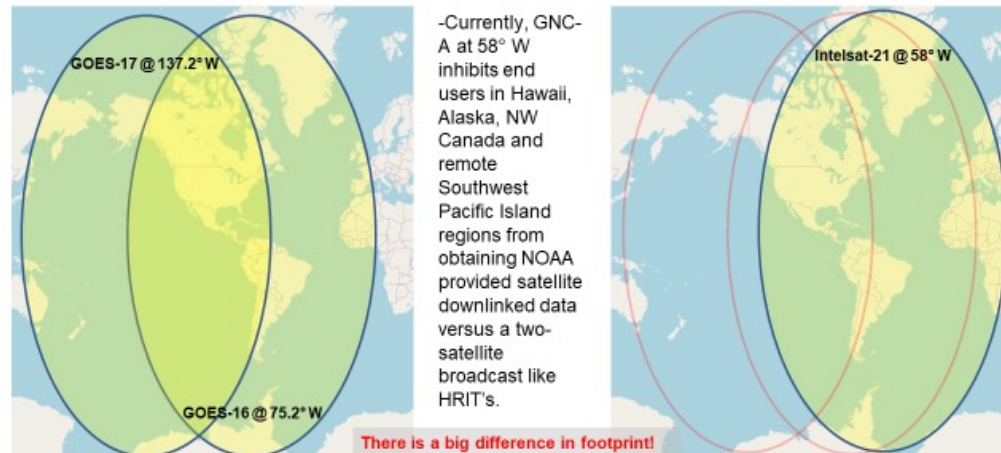 GOES-17 @ 137.2° W
GOES-16 @ 75.2° W
-Currently, GNC-
A at 58° W
inhibits end
users in Hawaii,
Alaska, NW
Canada and
remote
Southwest
Pacific Island
regions from
obtaining NOAA
provided satellite
downlinked data
versus a two-
satellite
broadcast like
HRIT's.
Intelsat-21 @ 58° W
There is a big difference in footprint!